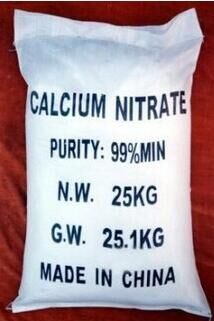 CALCIUM NITRATE
PURITY: 99%MIN
N.W. 25KG
G.W. 25.1KG
MADE IN CHINA